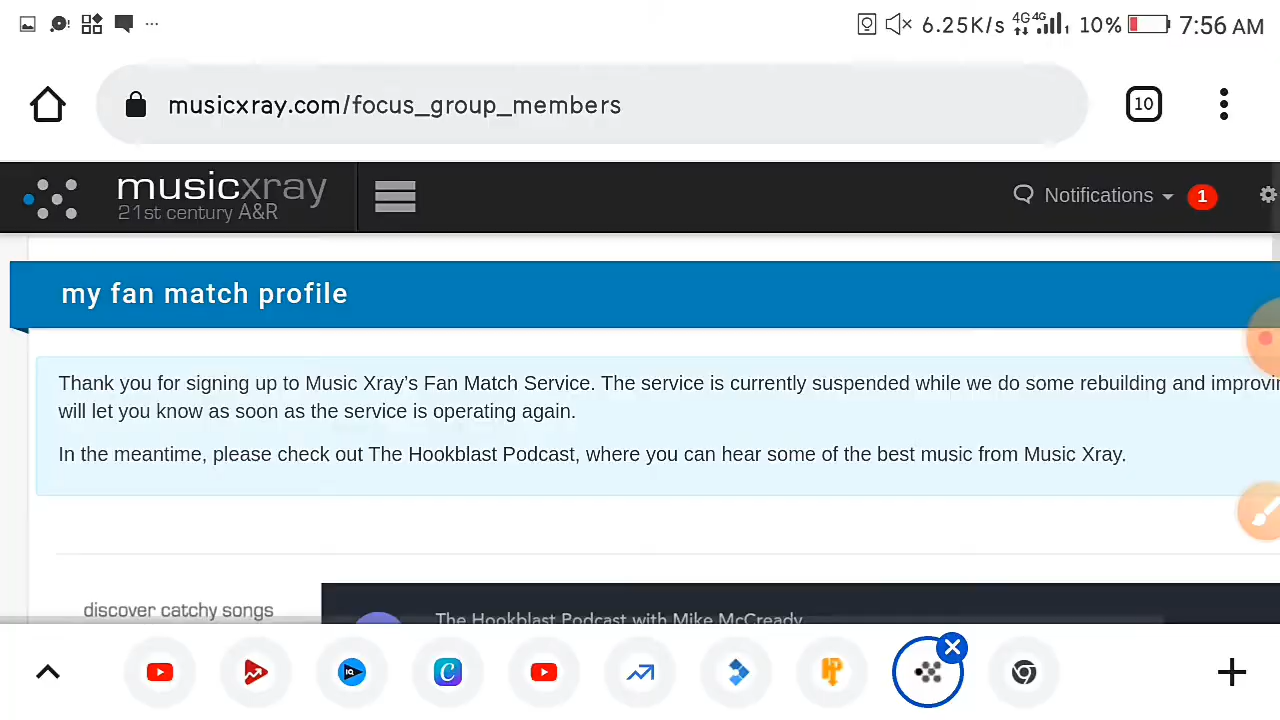 6.25K/s 4G 4G 10% 7:56 AM
musicxray.com/focus_group_members 10
musicxray
21st century A&R
Notifications 1
my fan match profile
Thank you for signing up to Music Xray's Fan Match Service. The service is currently suspended while we do some rebuilding and
will let you know as soon as the service is operating again.
In the meantime, please check out The Hookblast Podcast, where you can hear some of the best music from Music Xray.
discover catchy songs
The Hookblast Podcast with Mike McCready